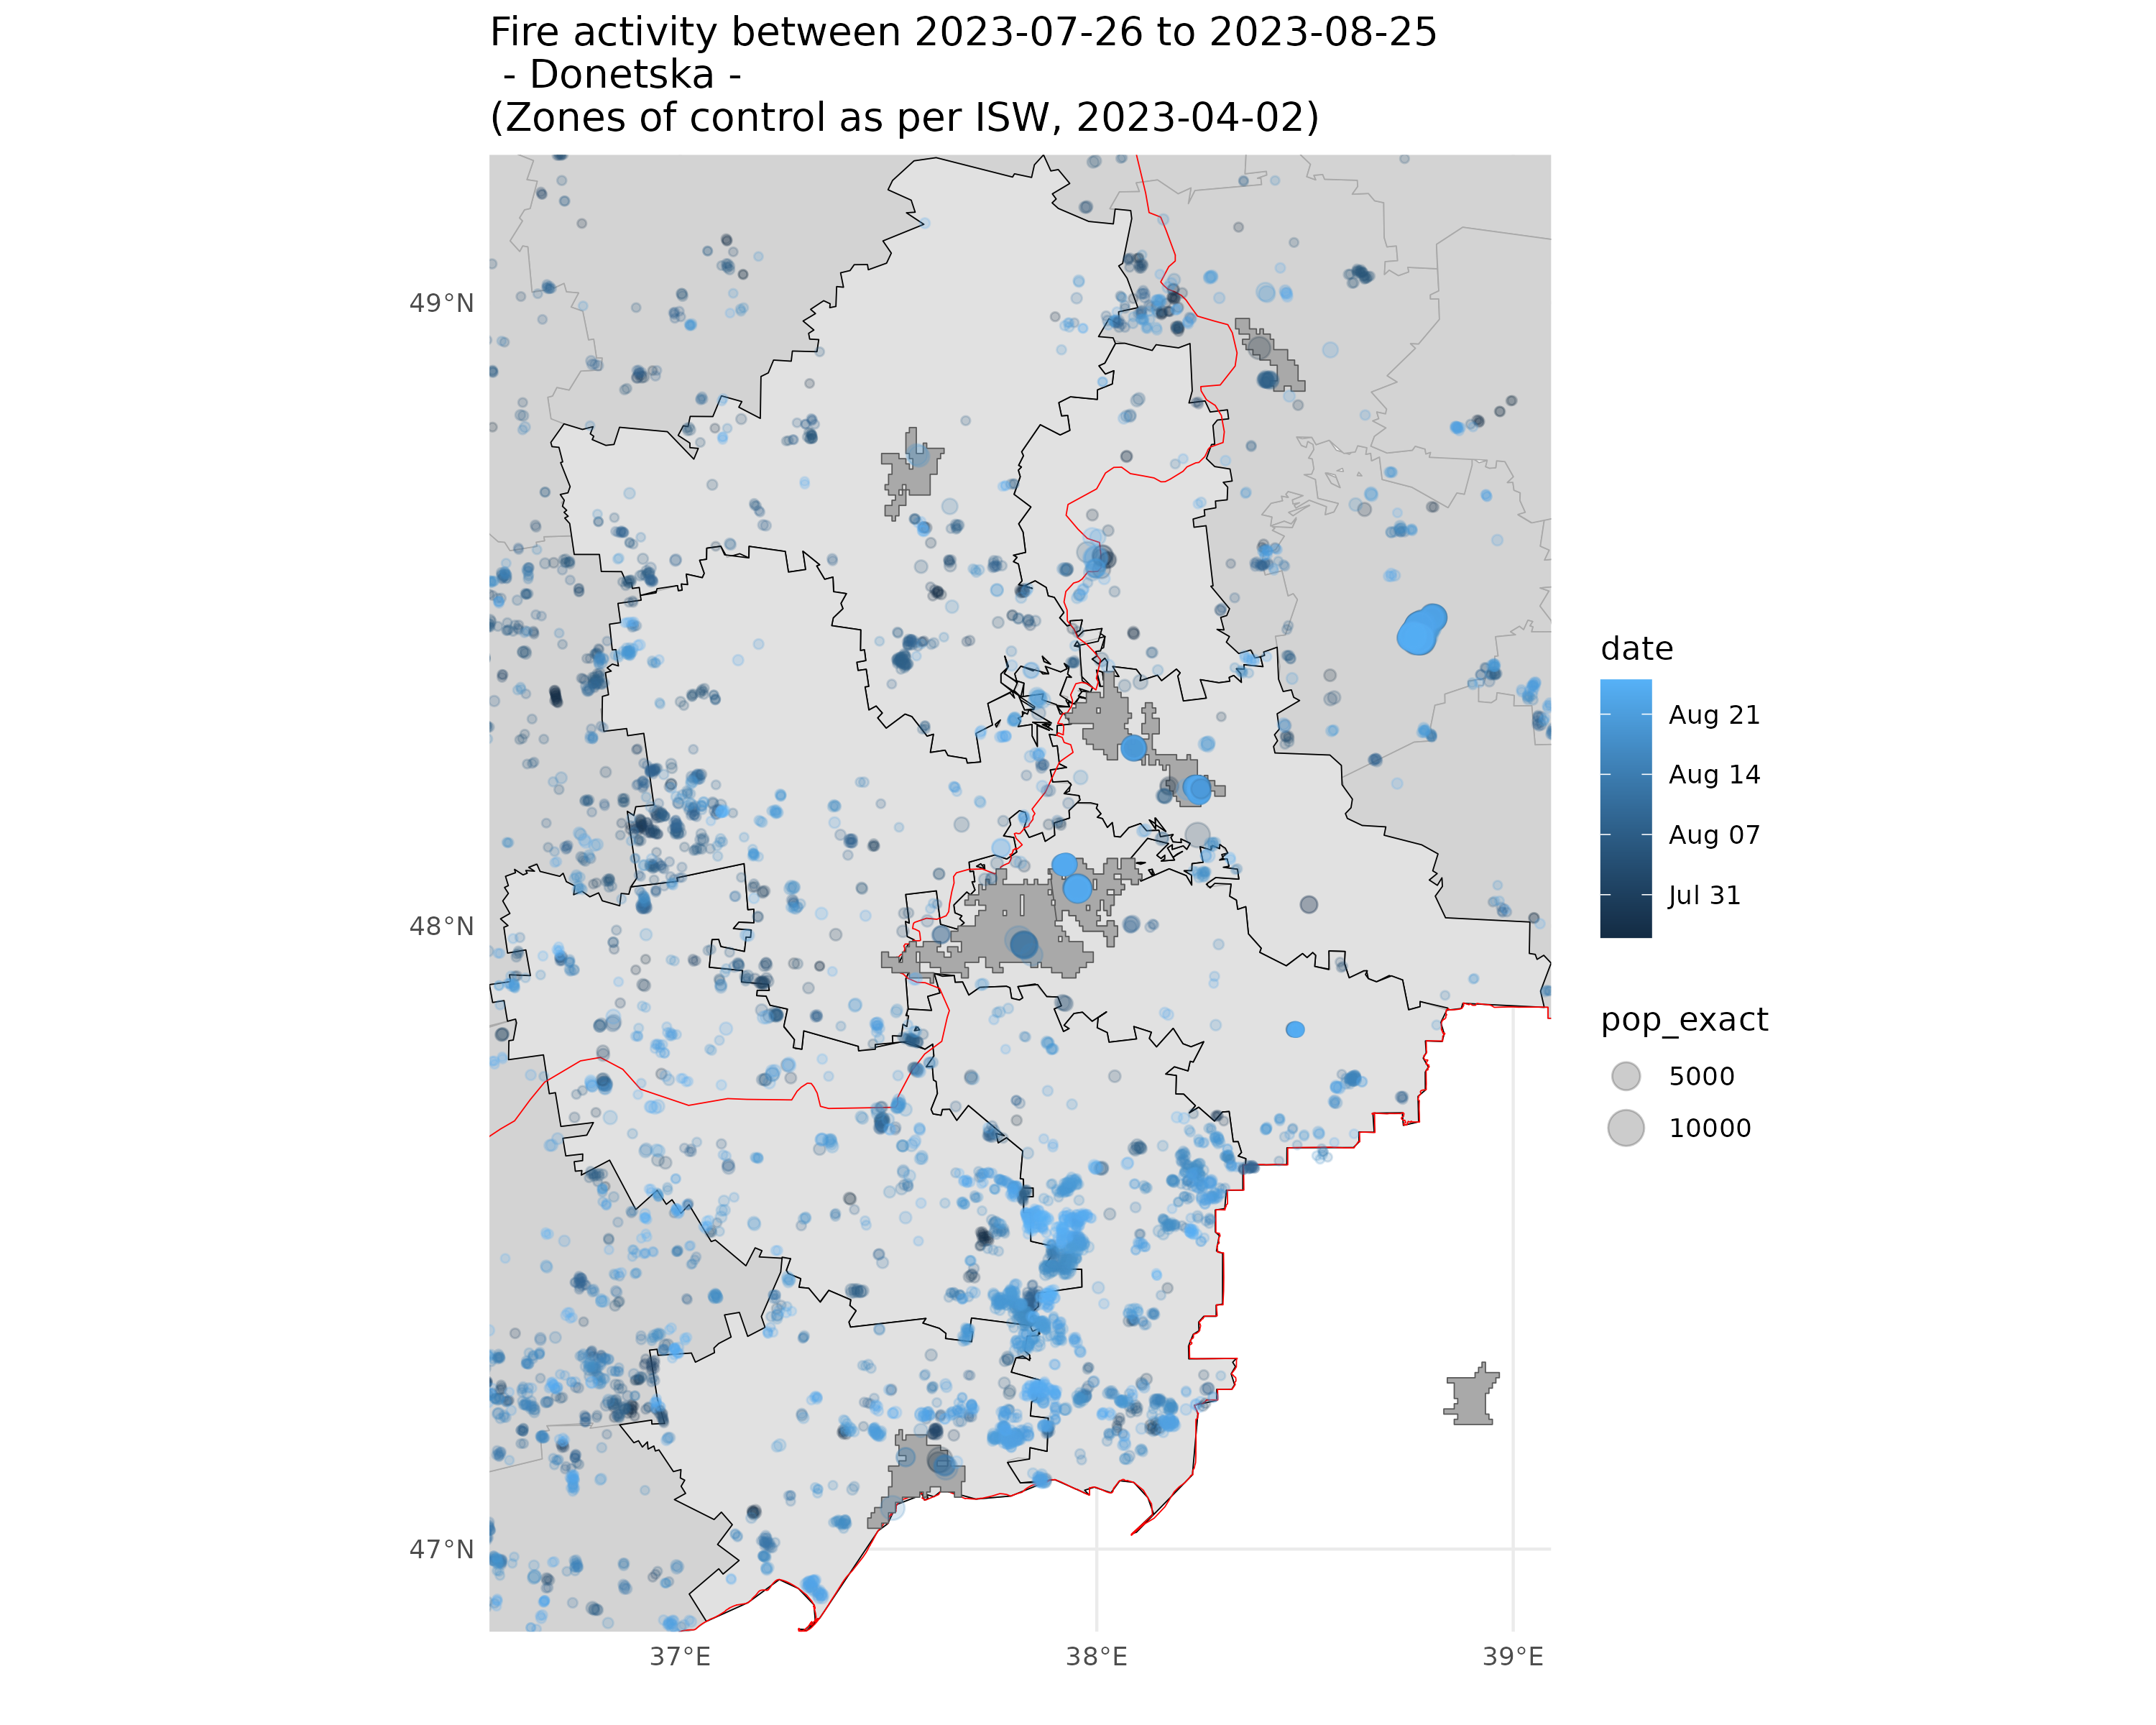 Fire activity between 2023-07-26 to 2023-08-25
- Donetska -
(Zones of control as per ISW, 2023-04-02)
49°N
48°N
47°N
37°E
38°E
39°E
date
Aug 21
Aug 14
Aug 07
Jul 31
pop_exact
5000
10000